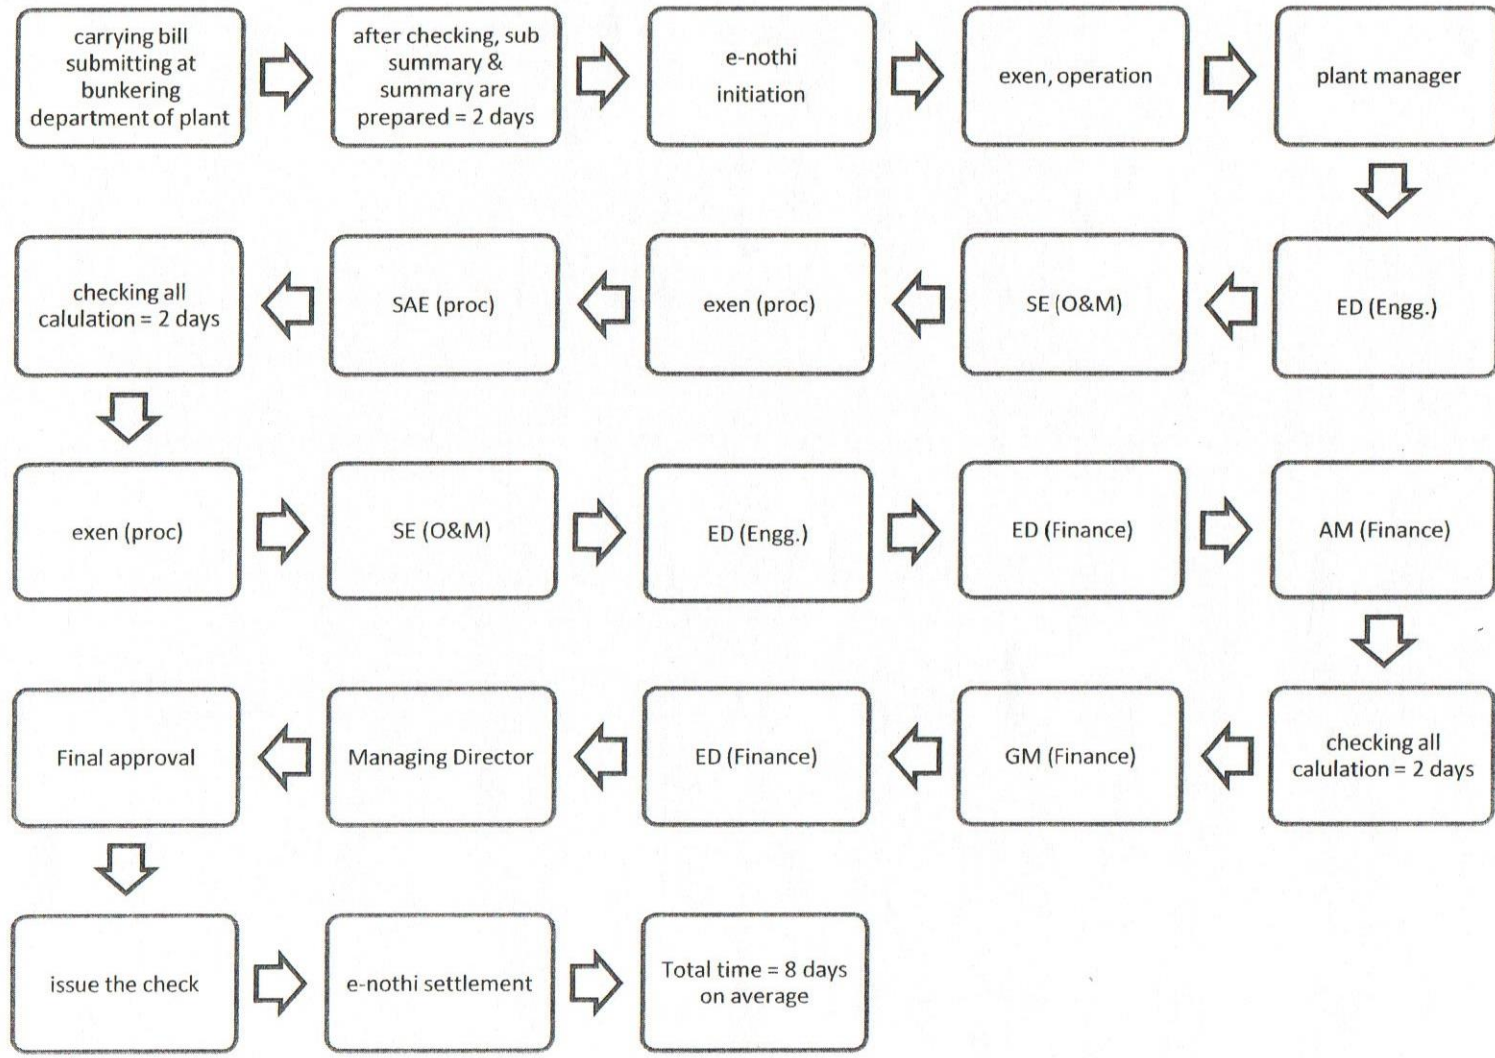 carrying bill
submitting at
bunkering
department of plant
after checking, sub
summary &
summary are
prepared = 2 days
e-nothi
initiation
exen, operation
plant manager
ED (Engg.)
SE (O&M)
exen (proc)
SAE (proc)
checking all
calulation = 2 days
exen (proc)
SE (O&M)
ED (Engg.)
ED (Finance)
AM (Finance)
checking all
calulation = 2 days
GM (Finance)
ED (Finance)
Managing Director
Final approval
issue the check
e-nothi settlement
Total time = 8 days
on average